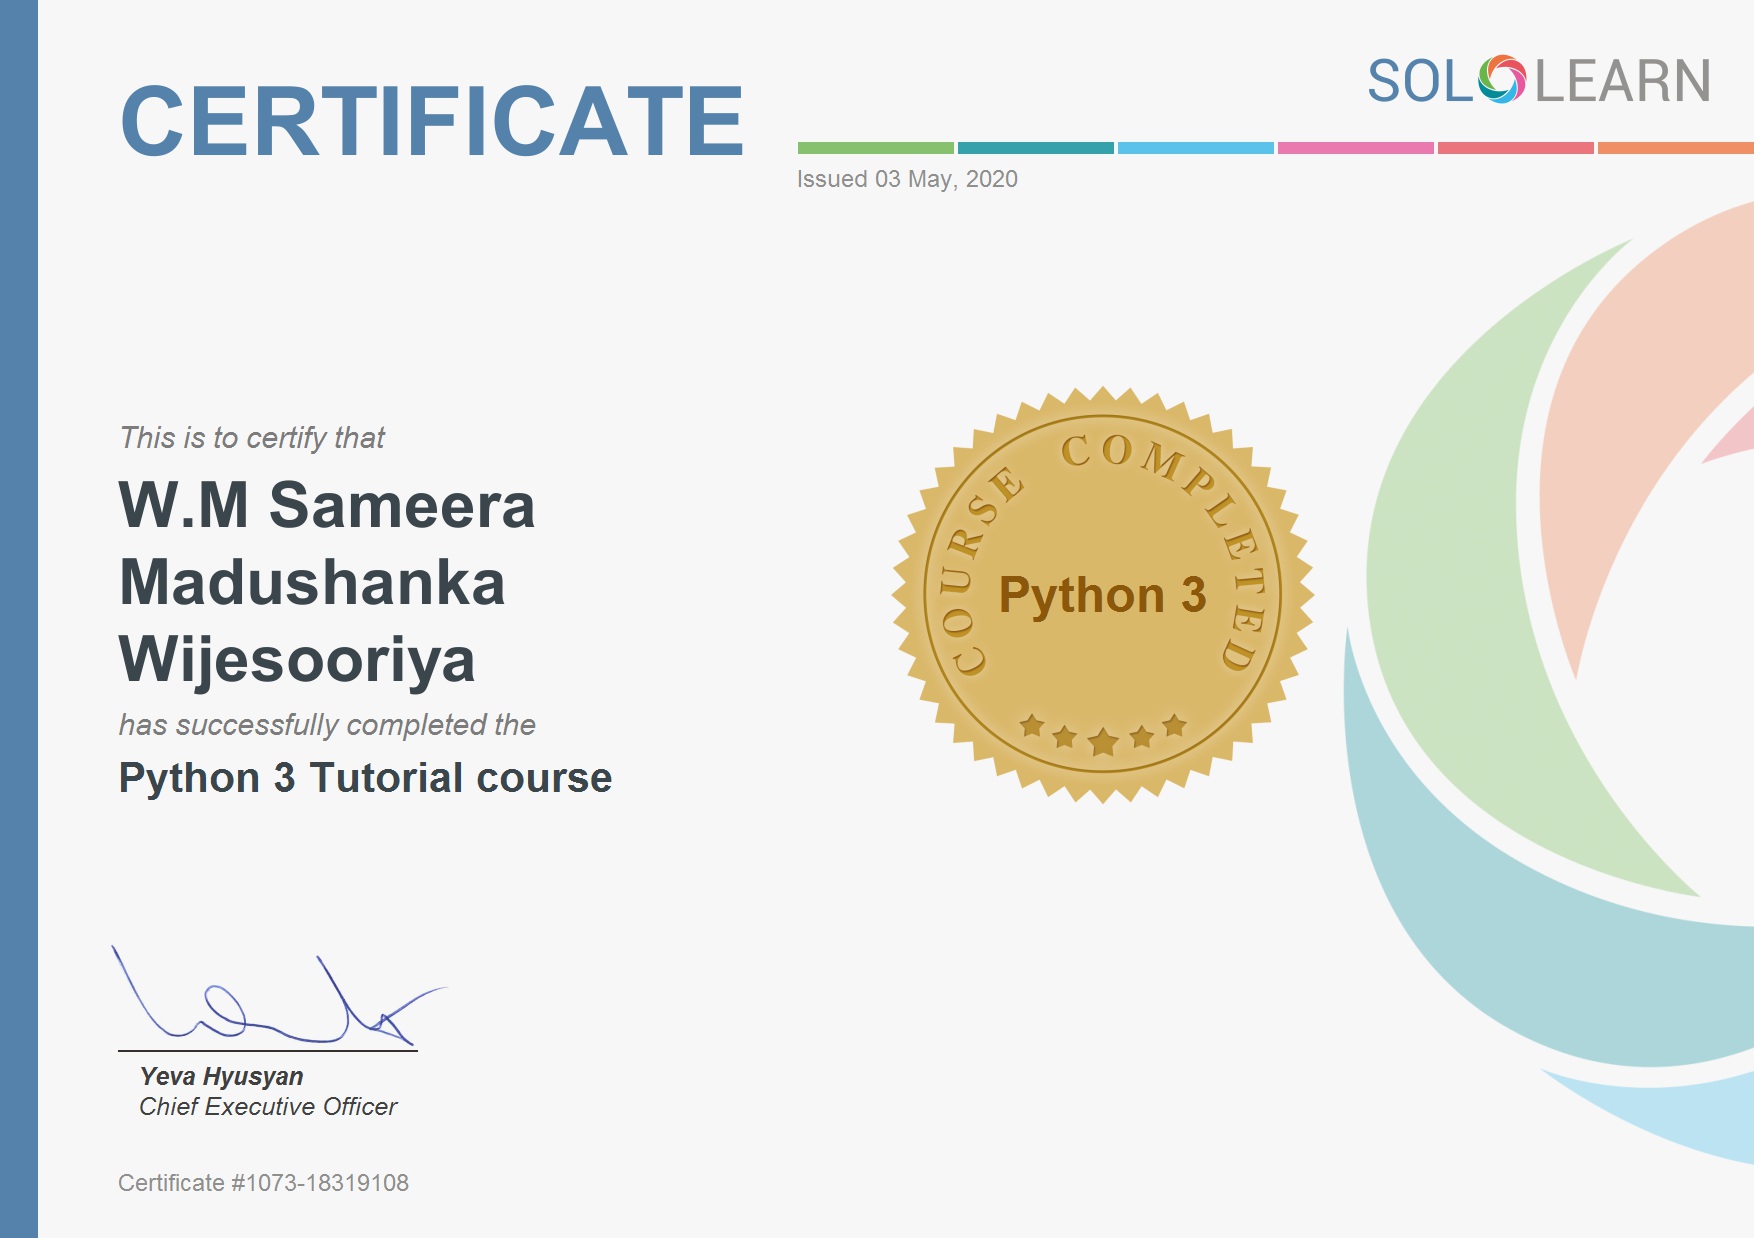 CERTIFICATE
SOLOLEARN
Issued 03 May, 2020
This is to certify that
W.M Sameera
Madushanka
Wijesooriya
has successfully completed the
Python 3 Tutorial course
COURSE COMPLETED
Python 3
Yeva Hyusyan
Chief Executive Officer
Certificate #1073-18319108